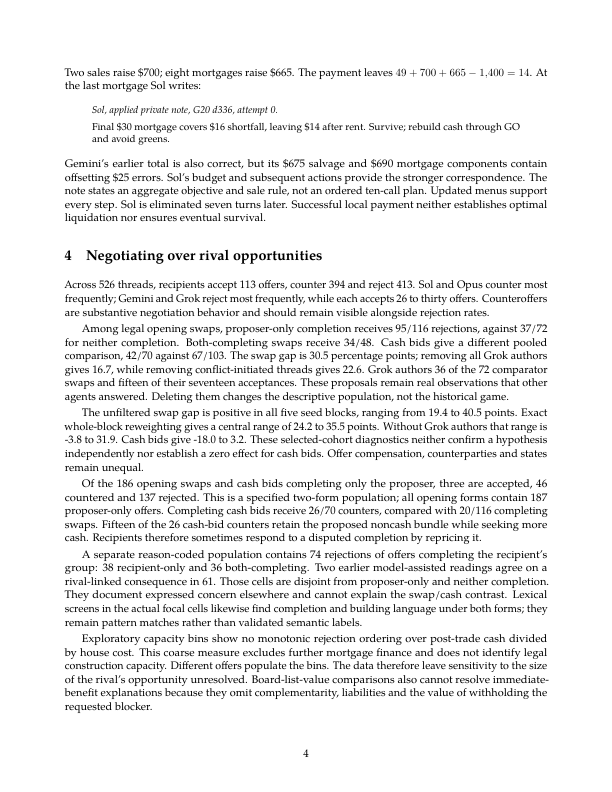 Two sales raise $700; eight mortgages raise $665. The payment leaves 49 + 700 + 665 − 1,400 = 14. At
the last mortgage Sol writes:
Sol, applied private note, G20 d336, attempt 0.
Final $30 mortgage covers $16 shortfall, leaving $14 after rent. Survive; rebuild cash through GO
and avoid greens.
Gemini's earlier total is also correct, but its $675 salvage and $690 mortgage components contain
offsetting $25 errors. Sol's budget and subsequent actions provide the stronger correspondence. The
note states an aggregate objective and sale rule, not an ordered ten-call plan. Updated menus support
every step. Sol is eliminated seven turns later. Successful local payment neither establishes optimal
liquidation nor ensures eventual survival.
4 Negotiating over rival opportunities
Across 526 threads, recipients accept 113 offers, counter 394 and reject 413. Sol and Opus counter most
frequently; Gemini and Grok reject most frequently, while each accepts 26 to thirty offers. Counteroffers
are substantive negotiation behavior and should remain visible alongside rejection rates.
Among legal opening swaps, proposer-only completion receives 95/116 rejections, against 37/72
for neither completion. Both-completing swaps receive 34/48. Cash bids give a different pooled
comparison, 42/70 against 67/103. The swap gap is 30.5 percentage points; removing all Grok authors
gives 16.7, while removing conflict-initiated threads gives 22.6. Grok authors 36 of the 72 comparator
swaps and fifteen of their seventeen acceptances. These proposals remain real observations that other
agents answered. Deleting them changes the descriptive population, not the historical game.
The unfiltered swap gap is positive in all five seed blocks, ranging from 19.4 to 40.5 points. Exact
whole-block reweighting gives a central range of 24.2 to 35.5 points. Without Grok authors that range is
-3.8 to 31.9. Cash bids give -18.0 to 3.2. These selected-cohort diagnostics neither confirm a hypothesis
independently nor establish a zero effect for cash bids. Offer compensation, counterparties and states
remain unequal.
Of the 186 opening swaps and cash bids completing only the proposer, three are accepted, 46
countered and 137 rejected. This is a specified two-form population; all opening forms contain 187
proposer-only offers. Completing cash bids receive 26/70 counters, compared with 20/116 completing
swaps. Fifteen of the 26 cash-bid counters retain the proposed noncash bundle while seeking more
cash. Recipients therefore sometimes respond to a disputed completion by repricing it.
A separate reason-coded population contains 74 rejections of offers completing the recipient's
group: 38 recipient-only and 36 both-completing. Two earlier model-assisted readings agree on a
rival-linked consequence in 61. Those cells are disjoint from proposer-only and neither completion.
They document expressed concern elsewhere and cannot explain the swap/cash contrast. Lexical
screens in the actual focal cells likewise find completion and building language under both forms; they
remain pattern matches rather than validated semantic labels.
Exploratory capacity bins show no monotonic rejection ordering over post-trade cash divided
by house cost. This coarse measure excludes further mortgage finance and does not identify legal
construction capacity. Different offers populate the bins. The data therefore leave sensitivity to the size
of the rival's opportunity unresolved. Board-list-value comparisons also cannot resolve immediate-
benefit explanations because they omit complementarity, liabilities and the value of withholding the
requested blocker.
4